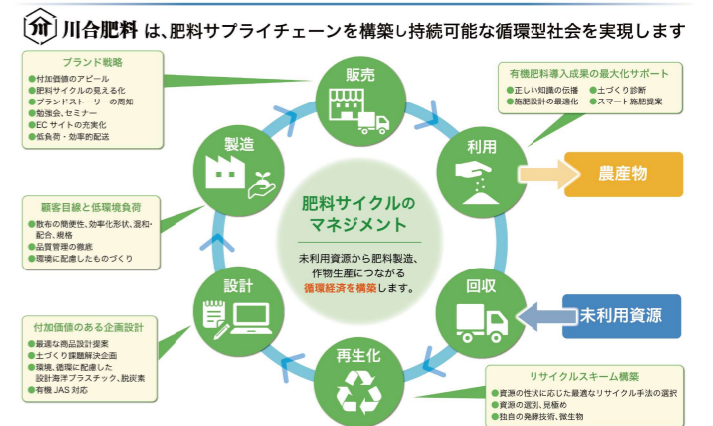 川合肥料 は、肥料サプライチェーンを構築し持続可能な循環型社会を実現します
ブランド戦略
●付加価値のアピール
●肥料サイクルの見える化
●ブランドストーリーの周知
●勉強会、セミナー
●ECサイトの充実化
●低負荷・効率的配送
販売
有機肥料導入成果の最大化サポート
●正しい知識の伝播 ●土づくり診断
●施肥設計の最適化 ●スマート施肥提案
製造
利用
農産物
顧客目線と低環境負荷
●散布の簡便性、効率化形状、混和・
配合、規格
●品質管理の徹底
●環境に配慮したものづくり
肥料サイクルの
マネジメント
未利用資源から肥料製造、
作物生産につながる
循環経済を構築します。
設計
回収
未利用資源
付加価値のある企画設計
●最適な商品設計提案
●土づくり課題解決企画
●環境、循環に配慮した
設計海洋プラスチック、脱炭素
●有機JAS対応
再生化
リサイクルスキーム構築
●資源の性状に応じた最適なリサイクル手法の選択
●資源の選別、見極め
●独自の発酵技術、微生物